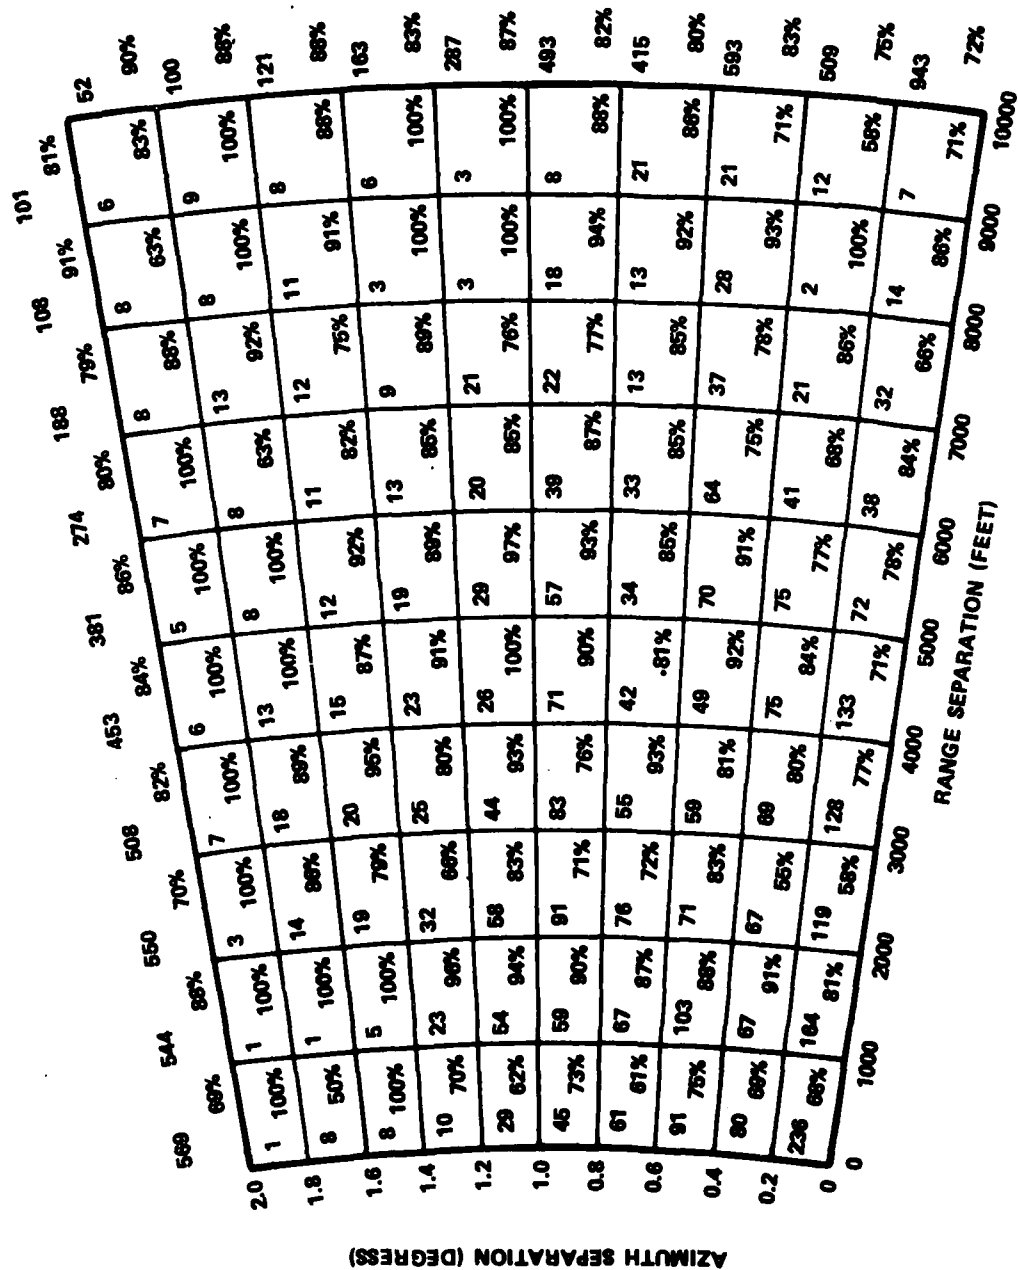 569 69% 544 88% 550 70% 508 82% 453 84% 381 86% 274 80% 188 79% 108 91% 101 81%
2.0
1 1 3 7 6 5 7 8 8 6 52
100% 100% 100% 100% 100% 100% 100% 88% 63% 83% 90%
1.8
8 1 14 18 13 8 8 13 8 9 100
50% 100% 86% 89% 100% 100% 63% 92% 100% 100% 88%
1.6
8 5 19 20 15 12 11 12 11 8 121
100% 100% 79% 95% 87% 92% 82% 75% 91% 88% 88%
1.4
10 23 32 25 23 19 13 9 3 6 163
70% 96% 66% 80% 91% 89% 85% 89% 100% 100% 83%
1.2
29 54 58 44 26 29 20 21 3 3 287
62% 94% 83% 93% 100% 97% 85% 76% 100% 100% 87%
1.0
45 59 91 83 71 57 39 22 18 8 493
73% 90% 71% 76% 90% 93% 87% 77% 94% 88% 82%
0.8
61 67 76 55 42 34 33 13 13 21 415
61% 87% 72% 93% 81% 85% 85% 85% 92% 86% 80%
0.6
91 103 71 59 49 70 64 37 28 21 593
75% 88% 83% 81% 92% 91% 75% 78% 93% 71% 83%
0.4
80 67 67 69 75 75 41 21 2 12 509
69% 91% 55% 80% 84% 77% 68% 86% 100% 58% 75%
0.2
236 164 119 128 133 72 38 32 14 7 943
68% 81% 58% 77% 71% 78% 84% 66% 86% 71% 72%
0
0 1000 2000 3000 4000 5000 6000 7000 8000 9000 10000
RANGE SEPARATION (FEET)
AZIMUTH SEPARATION (DEGRESS)